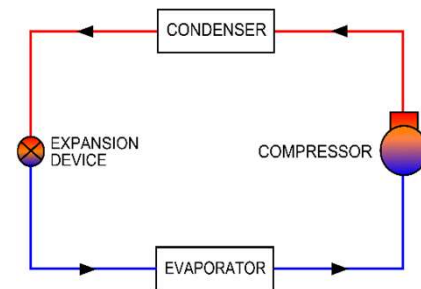 CONDENSER
EXPANSION
DEVICE
COMPRESSOR
EVAPORATOR